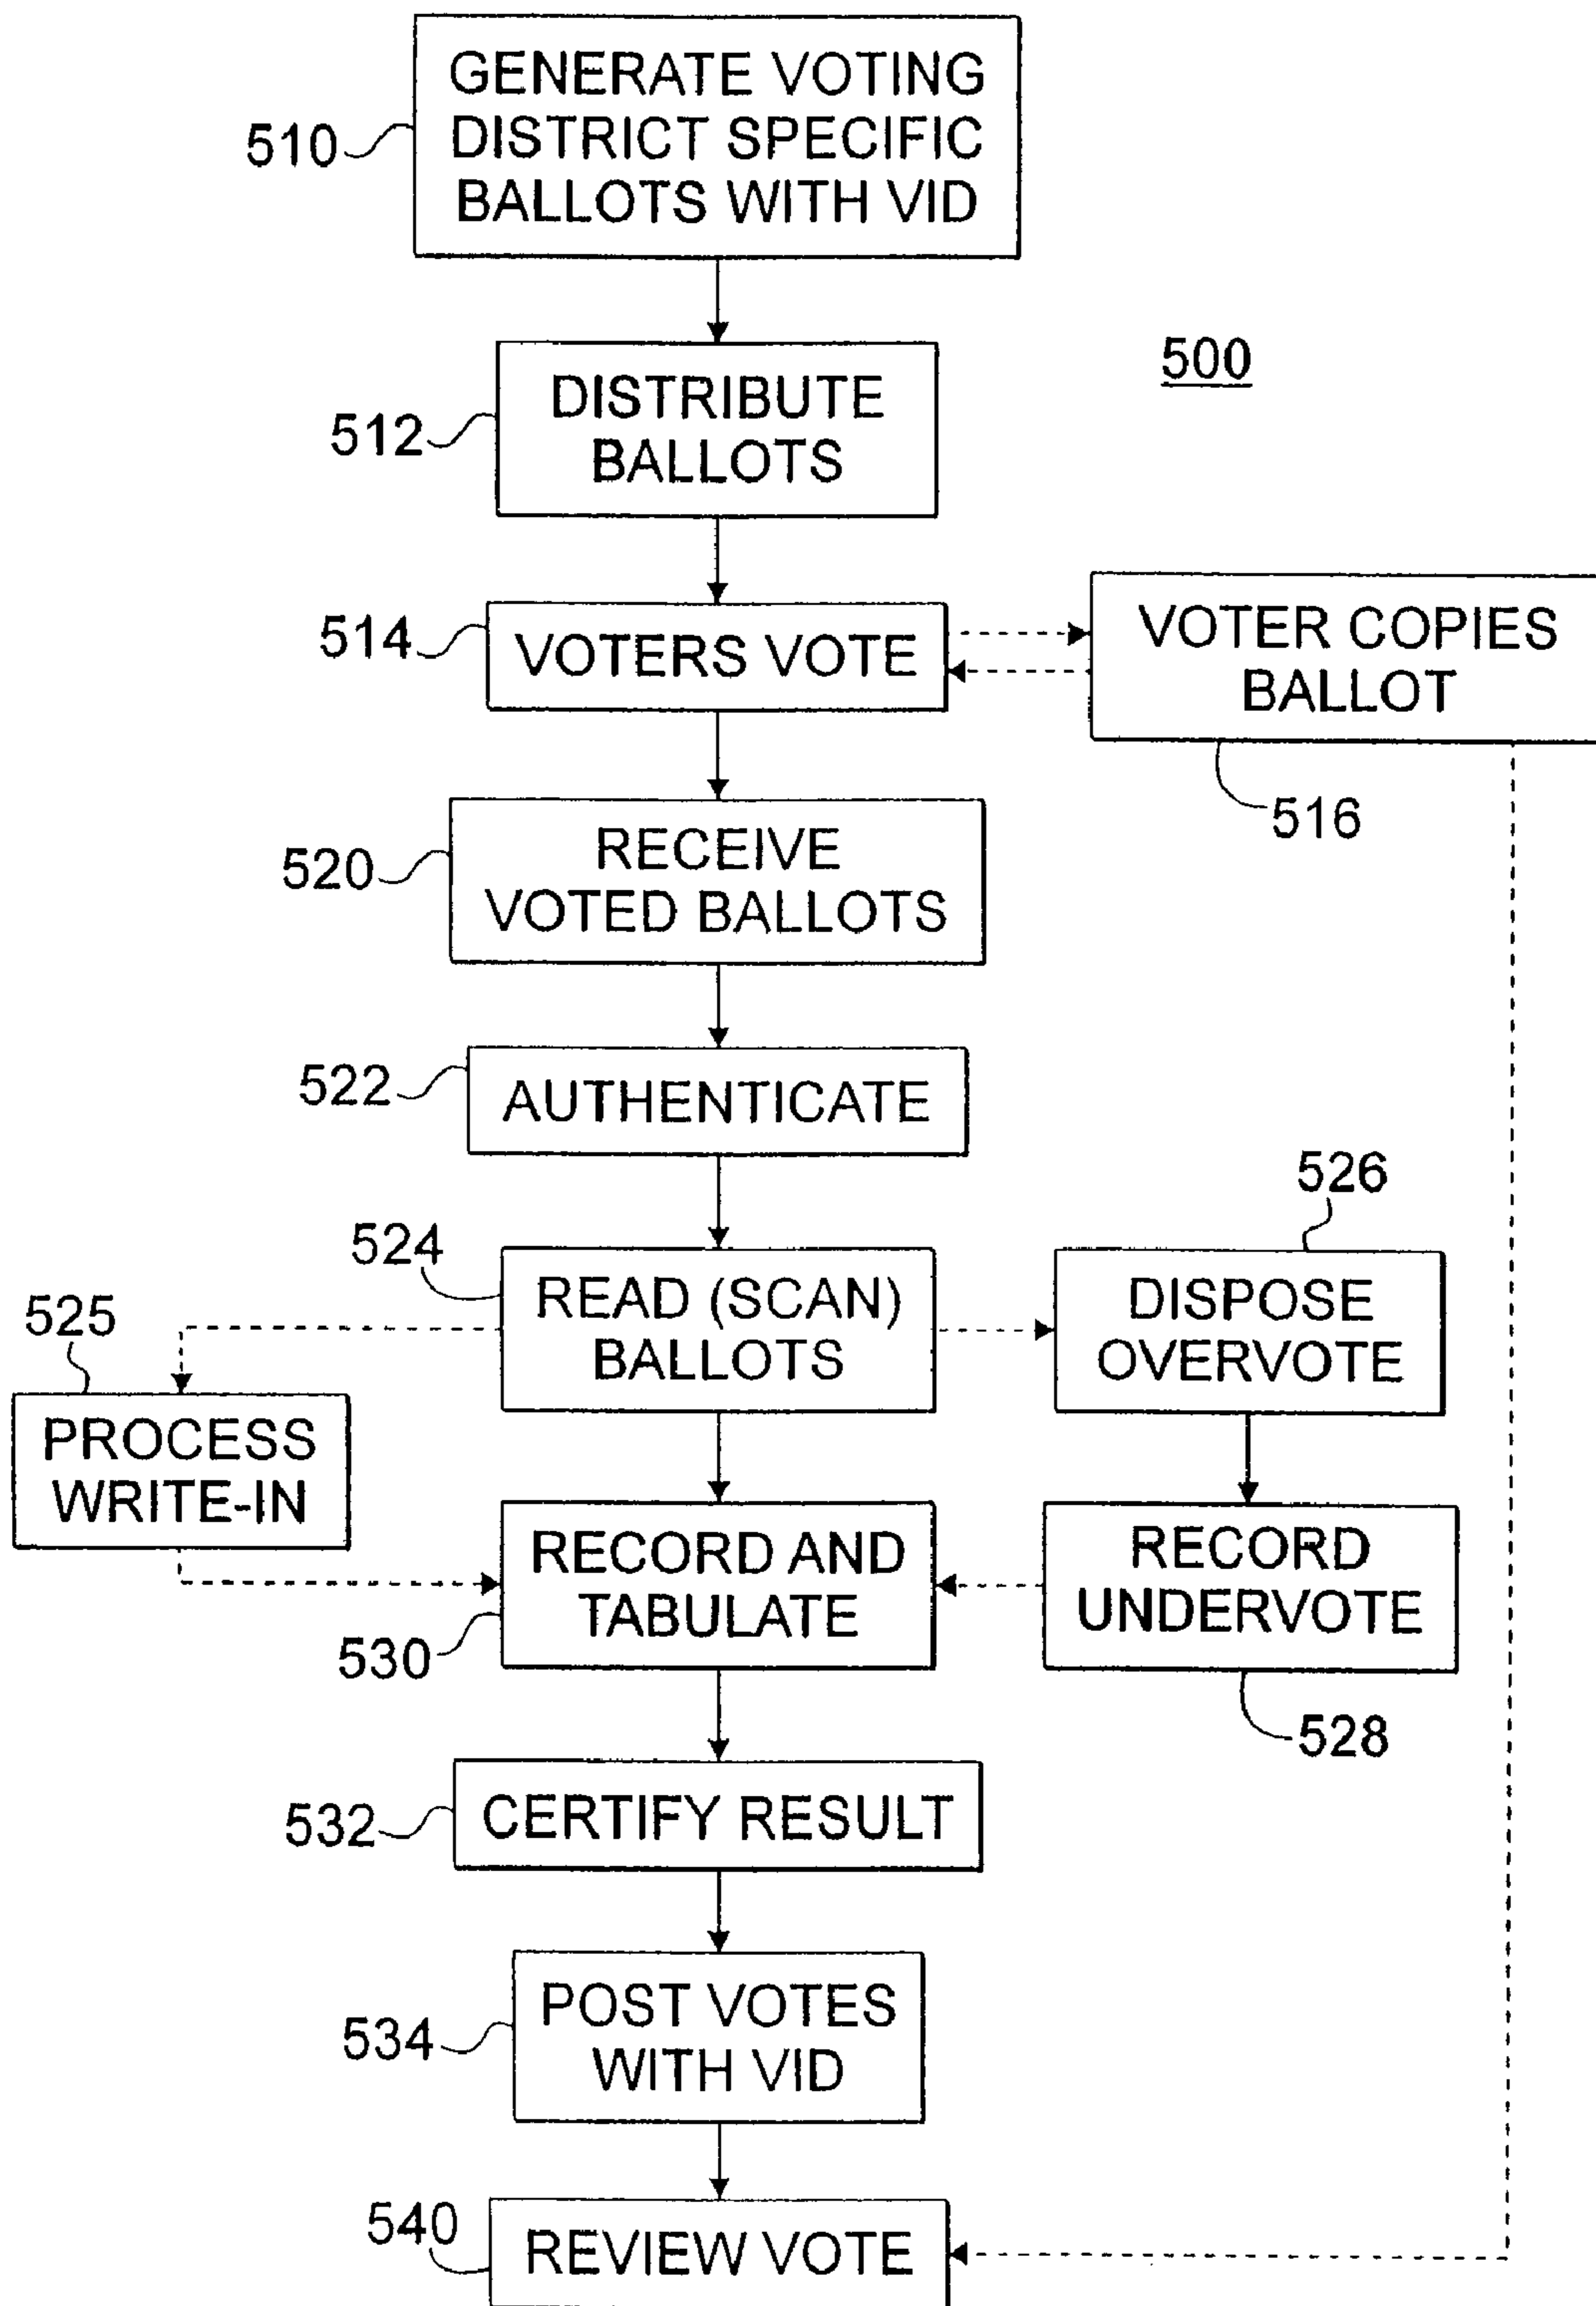 GENERATE VOTING
DISTRICT SPECIFIC
BALLOTS WITH VID
510
500
DISTRIBUTE
BALLOTS
512
VOTERS VOTE
514
VOTER COPIES
BALLOT
516
RECEIVE
VOTED BALLOTS
520
AUTHENTICATE
522
526
524
READ (SCAN)
BALLOTS
DISPOSE
OVERVOTE
525
PROCESS
WRITE-IN
RECORD AND
TABULATE
530
RECORD
UNDERVOTE
528
CERTIFY RESULT
532
POST VOTES
WITH VID
534
540
REVIEW VOTE